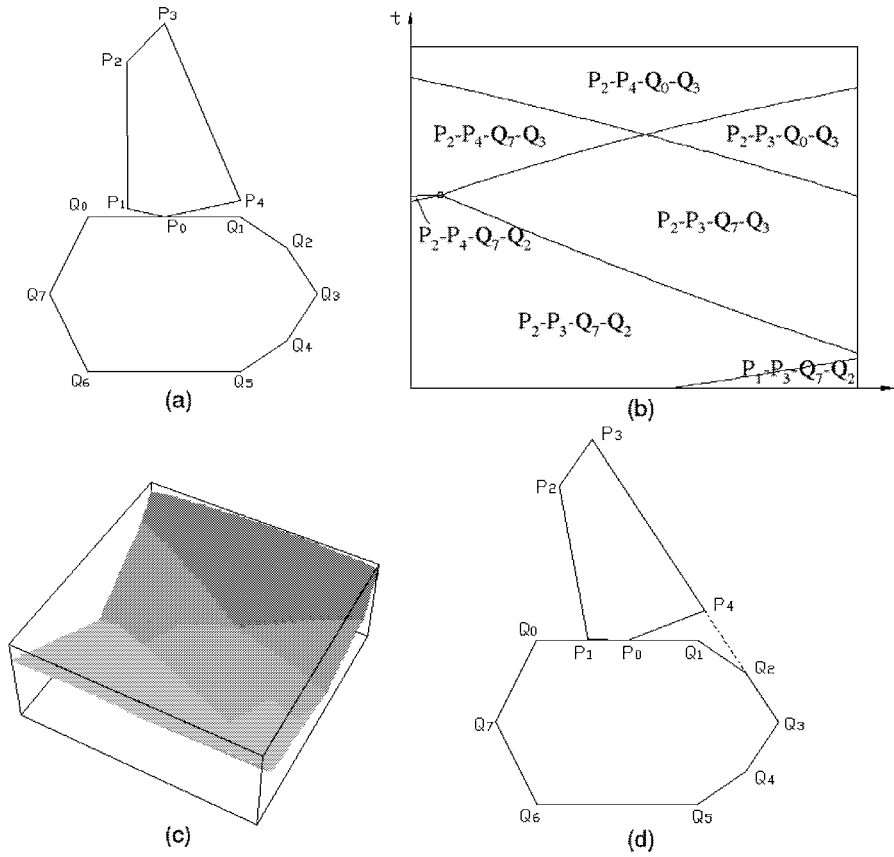 P3
P2
P1
P4
Q0
P0
Q1
Q2
Q7
Q3
Q4
Q6
Q5
(a)
t
P2-P4-Q0-Q3
P2-P4-Q7-Q3
P2-P3-Q0-Q3
P2-P3-Q7-Q3
P2-P4-Q7-Q2
P2-P3-Q7-Q2
P1-P3-Q7-Q2
(b)
(c)
P3
P2
P4
Q0
P1
P0
Q1
Q2
Q7
Q3
Q4
Q6
Q5
(d)